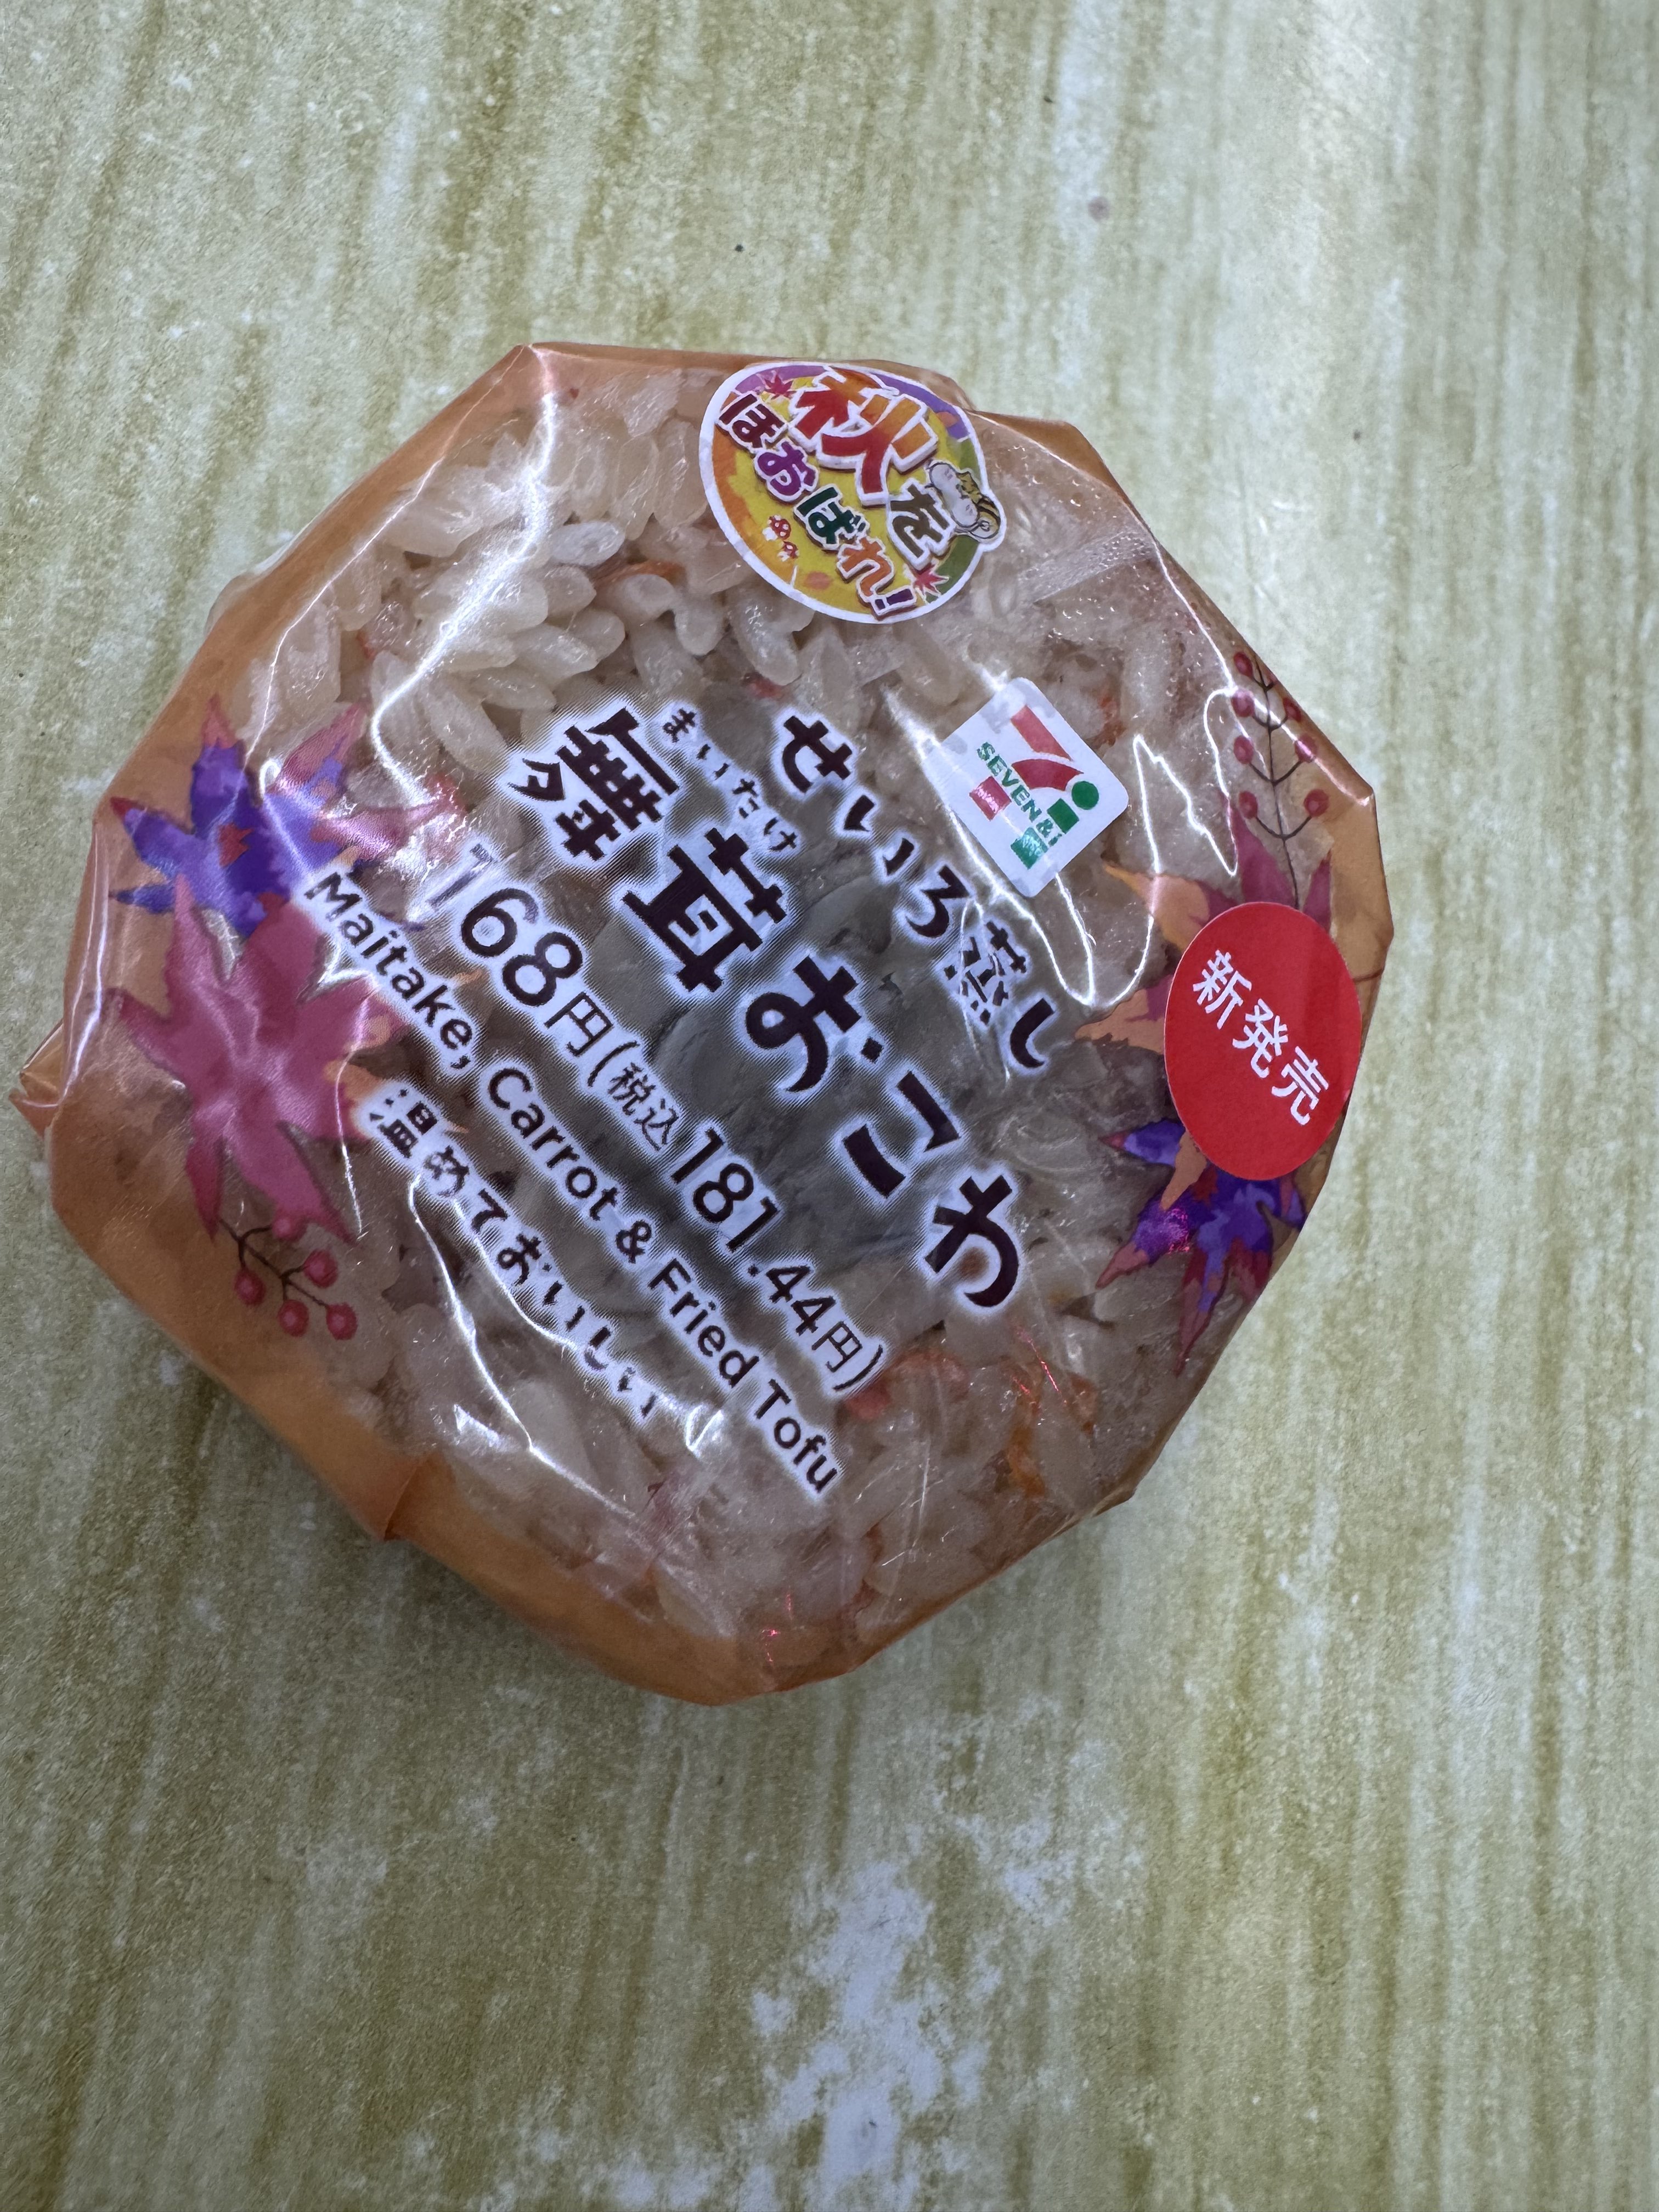 秋を
ほおばれ!
SEVEN&i
新発売
せいろ蒸し
まいたけ
舞茸おこわ
168円(税込181.44円)
Maitake, Carrot & Fried Tofu
温めておいしい